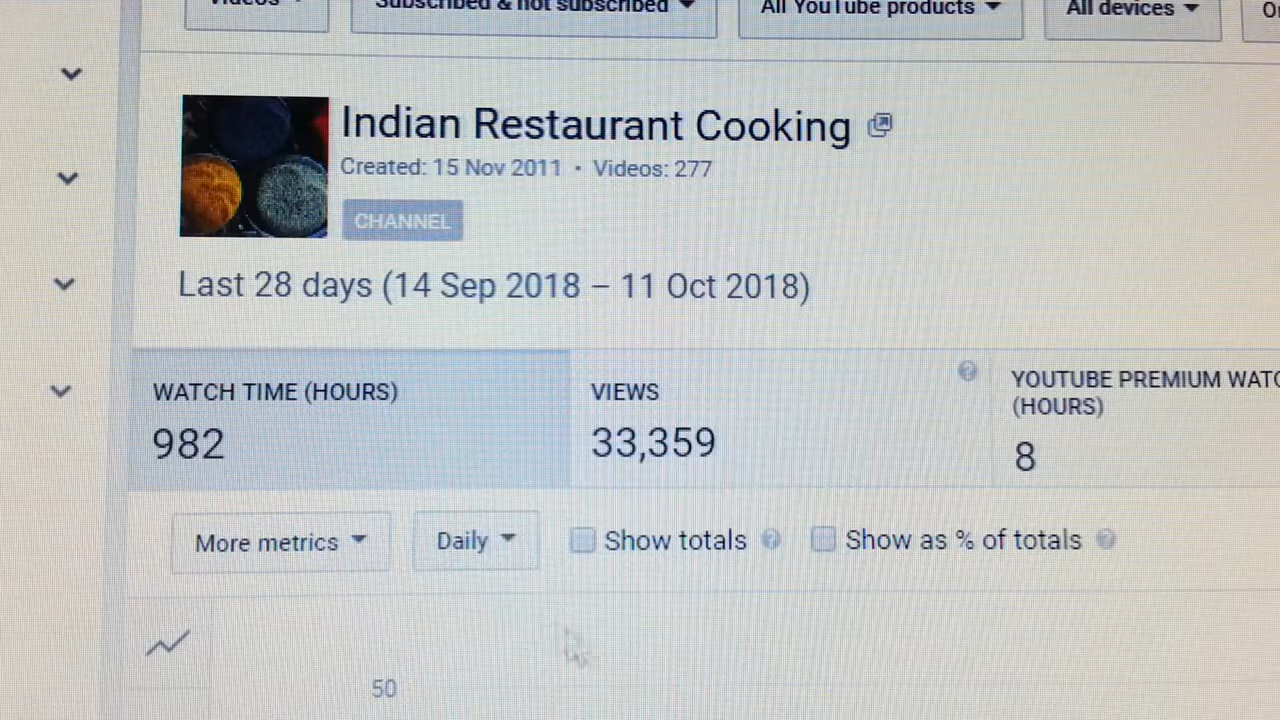 Videos
Subscribed & not subscribed
All YouTube products
All devices
Indian Restaurant Cooking
Created: 15 Nov 2011 • Videos: 277
CHANNEL
Last 28 days (14 Sep 2018 – 11 Oct 2018)
WATCH TIME (HOURS)
982
VIEWS
33,359
YOUTUBE PREMIUM
(HOURS)
8
More metrics
Daily
Show totals
Show as % of totals
50